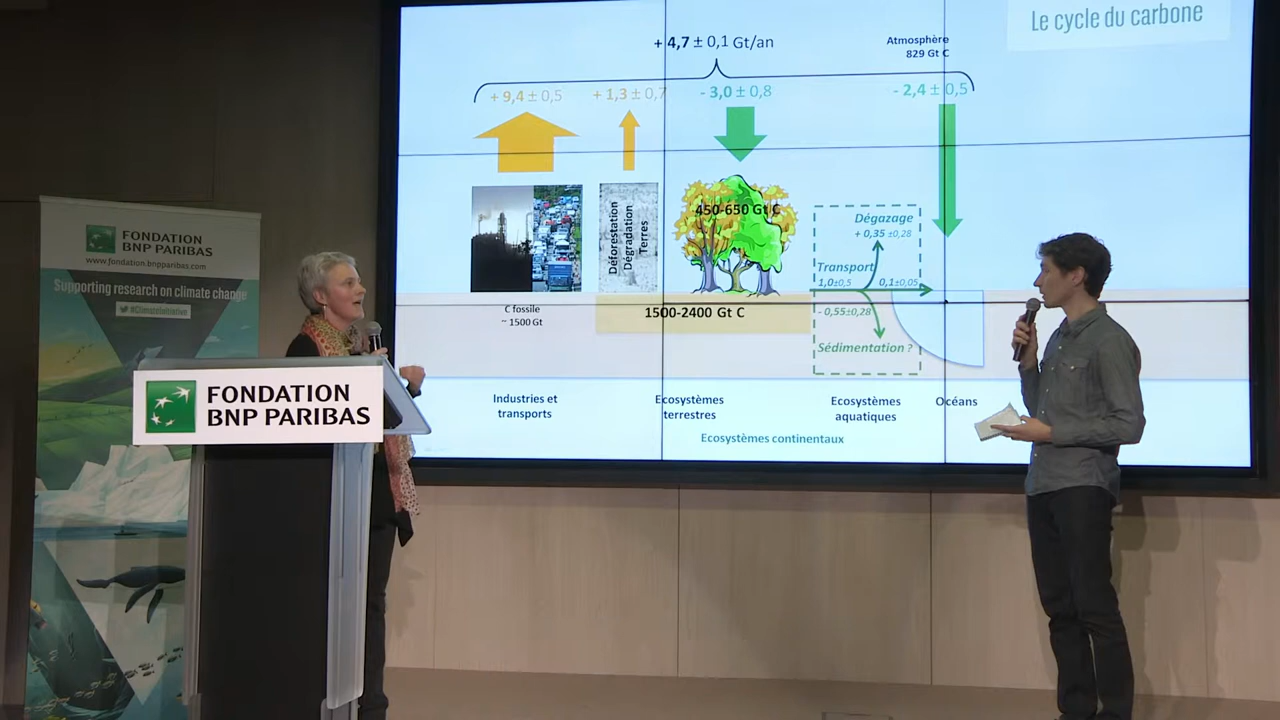 Le cycle du carbone
+ 4,7 ± 0,1 Gt/an
Atmosphère
829 Gt C
+ 9,4 ± 0,5
+ 1,3 ± 0,7
- 3,0 ± 0,8
- 2,4 ± 0,5
450-650 Gt C
Déforestation
Dégradation
Terres
Dégazage
+ 0,35 ±0,28
Transport
1,0±0,5
0,1±0,05
- 0,55±0,28
Sédimentation ?
C fossile
~ 1500 Gt
1500-2400 Gt C
Industries et
transports
Ecosystèmes
terrestres
Ecosystèmes
aquatiques
Océans
Ecosystèmes continentaux
FONDATION
BNP PARIBAS
www.fondation.bnpparibas.com
Supporting research on climate change
#ClimateInitiative
FONDATION
BNP PARIBAS